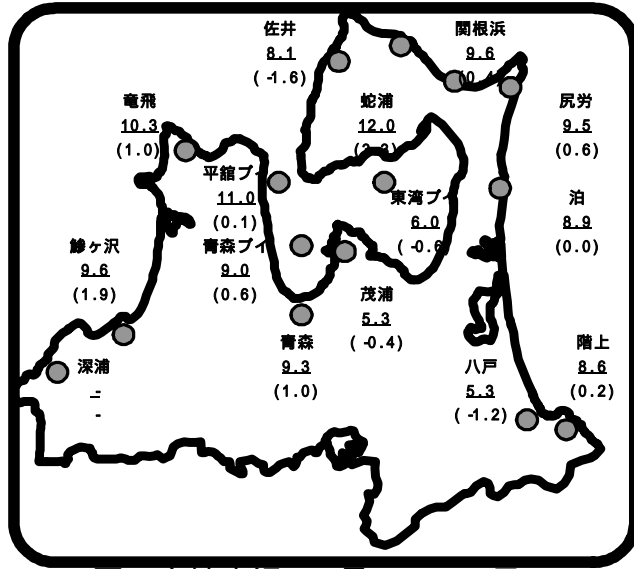 佐井
8.1
( -1.6)
関根浜
9.6
竜飛
10.3
(1.0)
蛇浦
12.0
尻労
9.5
(0.6)
平舘ブイ
11.0
(0.1)
東湾ブイ
6.0
( -0.6
泊
8.9
(0.0)
鰺ヶ沢
9.6
(1.9)
青森ブイ
9.0
(0.6)
茂浦
5.3
( -0.4)
青森
9.3
(1.0)
深浦
-
-
八戸
5.3
( -1.2)
階上
8.6
(0.2)